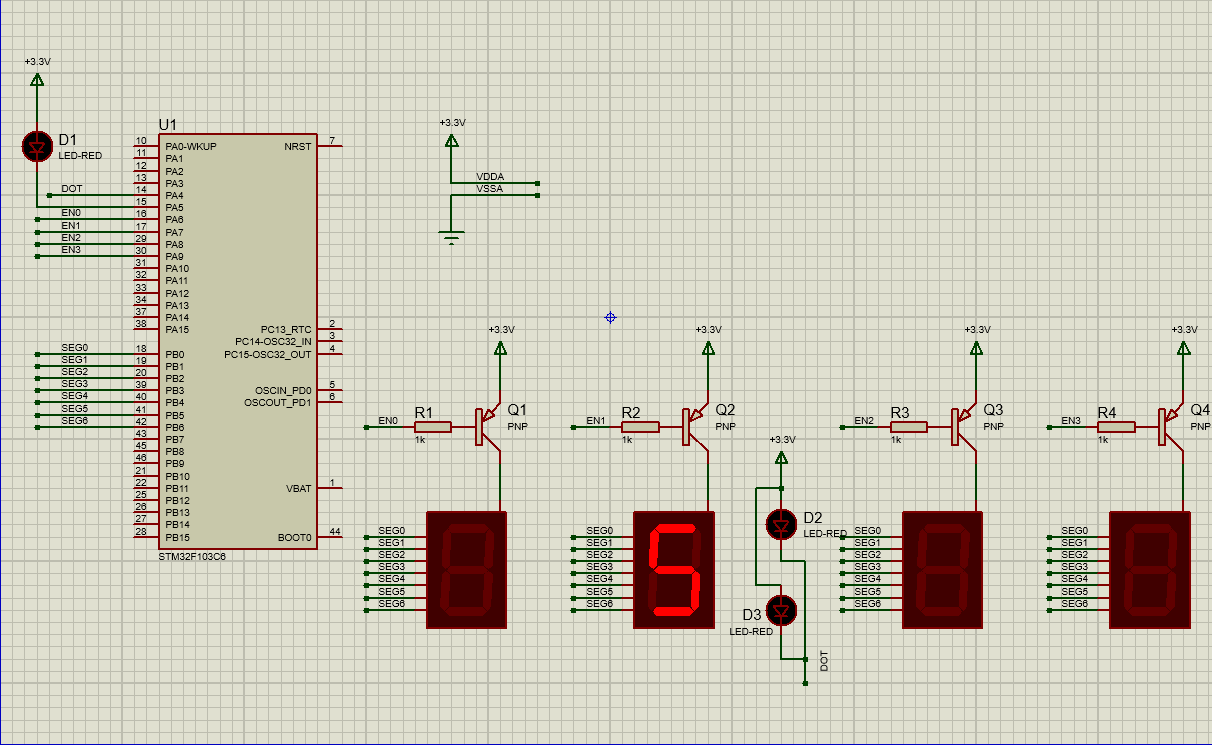 +3.3V
D1
LED-RED
DOT
EN0
EN1
EN2
EN3
SEG0
SEG1
SEG2
SEG3
SEG4
SEG5
SEG6
U1
10 PA0-WKUP
11 PA1
12 PA2
13 PA3
14 PA4
15 PA5
16 PA6
17 PA7
29 PA8
30 PA9
31 PA10
32 PA11
33 PA12
34 PA13
37 PA14
38 PA15
18 PB0
19 PB1
20 PB2
39 PB3
40 PB4
41 PB5
42 PB6
43 PB7
45 PB8
46 PB9
21 PB10
22 PB11
25 PB12
26 PB13
27 PB14
28 PB15
NRST 7
PC13_RTC 2
PC14-OSC32_IN 3
PC15-OSC32_OUT 4
OSCIN_PD0 5
OSCOUT_PD1 6
VBAT 1
BOOT0 44
STM32F103C6
+3.3V
VDDA
VSSA
+3.3V
EN0
R1
1k
Q1
PNP
SEG0
SEG1
SEG2
SEG3
SEG4
SEG5
SEG6
+3.3V
EN1
R2
1k
Q2
PNP
SEG0
SEG1
SEG2
SEG3
SEG4
SEG5
SEG6
5
+3.3V
D2
LED-RED
D3
LED-RED
DOT
+3.3V
EN2
R3
1k
Q3
PNP
SEG0
SEG1
SEG2
SEG3
SEG4
SEG5
SEG6
+3.3V
EN3
R4
1k
Q4
PNP
SEG0
SEG1
SEG2
SEG3
SEG4
SEG5
SEG6